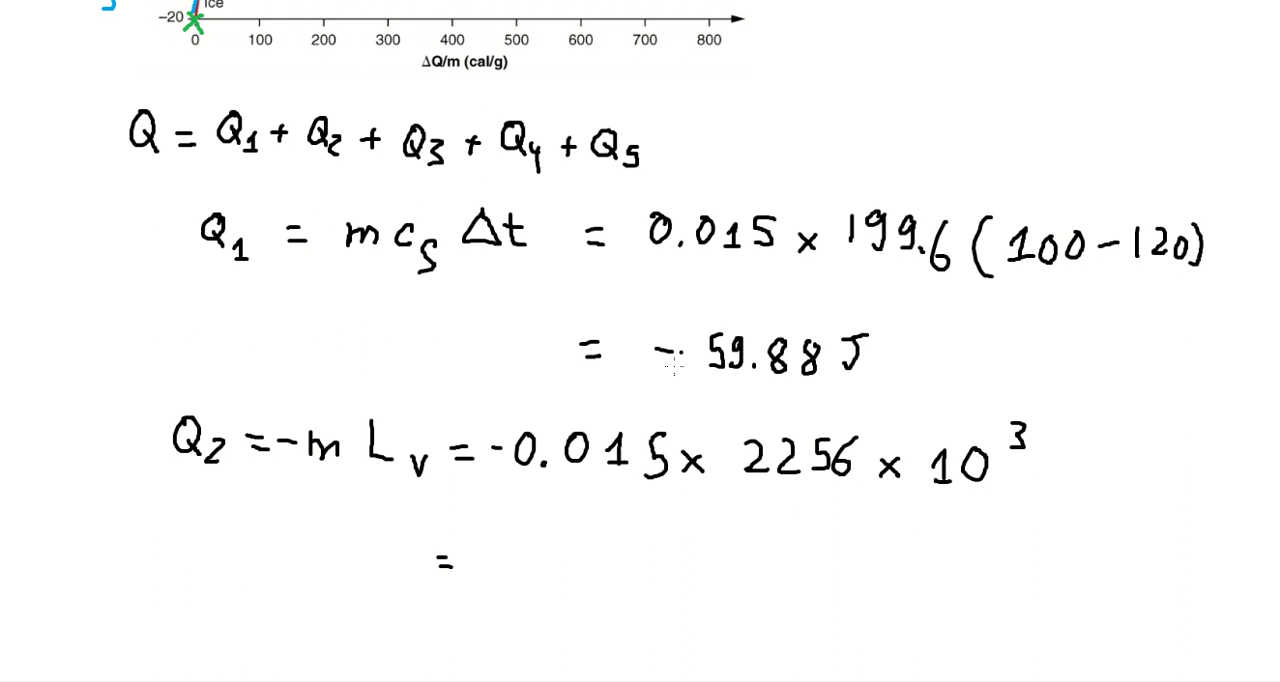 ice
-20
0 100 200 300 400 500 600 700 800
ΔQ/m (cal/g)
Q = Q1 + Q2 + Q3 + Q4 + Q5
Q1 = m cs Δt = 0.015 × 199.6 (100 - 120)
= - 59.88 J
Q2 = - m Lv = - 0.015 × 2256 × 10^3
=